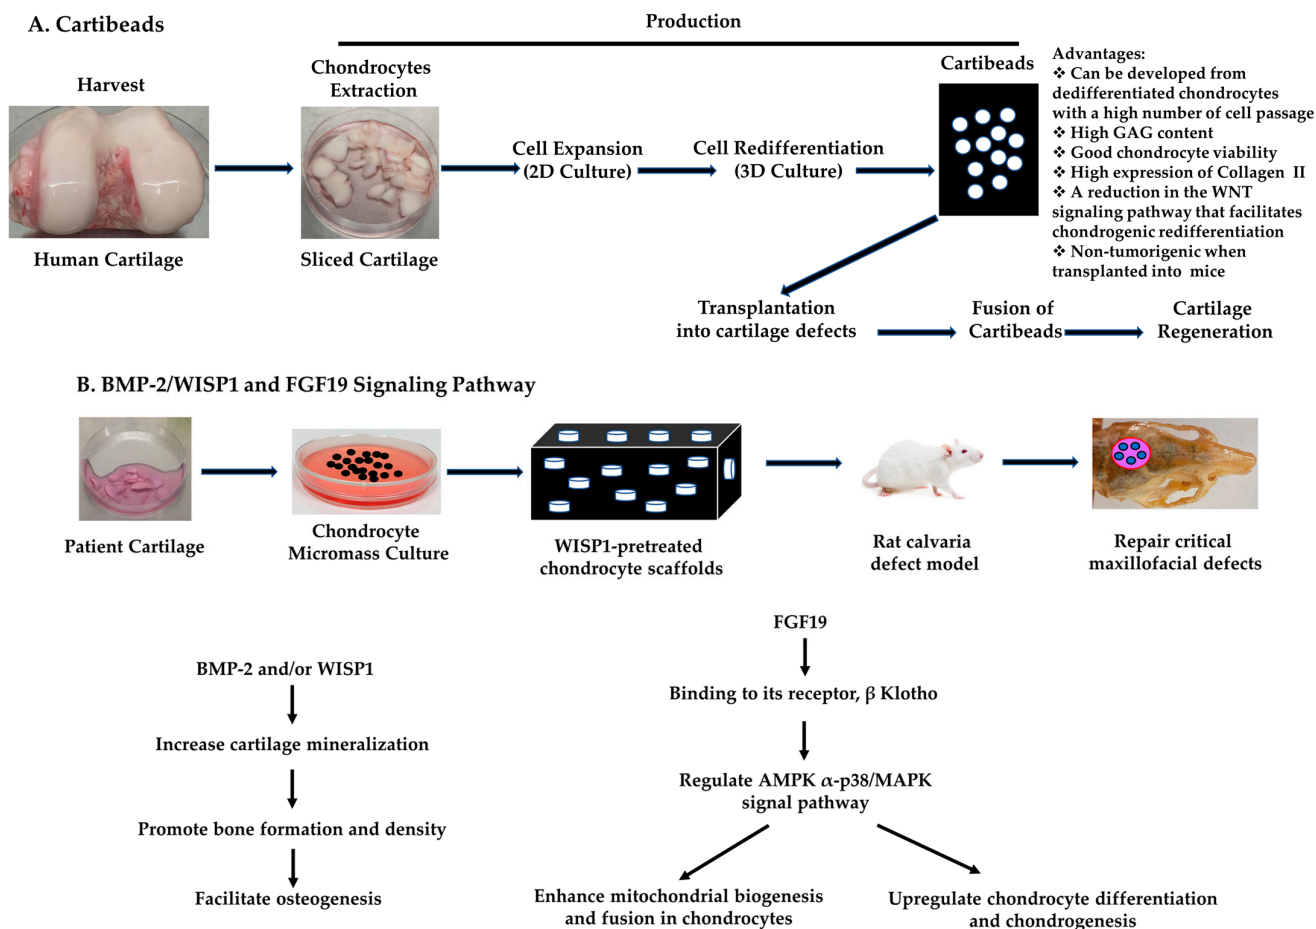 A. Cartibeads
Production
Harvest
Chondrocytes
Extraction
Cartibeads
Human Cartilage
Sliced Cartilage
Cell Expansion
(2D Culture)
Cell Redifferentiation
(3D Culture)
Advantages:
❖ Can be developed from
dedifferentiated chondrocytes
with a high number of cell passage
❖ High GAG content
❖ Good chondrocyte viability
❖ High expression of Collagen II
❖ A reduction in the WNT
signaling pathway that facilitates
chondrogenic redifferentiation
❖ Non-tumorigenic when
transplanted into mice
Transplantation
into cartilage defects
Fusion of
Cartibeads
Cartilage
Regeneration
B. BMP-2/WISP1 and FGF19 Signaling Pathway
Patient Cartilage
Chondrocyte
Micromass Culture
WISP1-pretreated
chondrocyte scaffolds
Rat calvaria
defect model
Repair critical
maxillofacial defects
BMP-2 and/or WISP1
Increase cartilage mineralization
Promote bone formation and density
Facilitate osteogenesis
FGF19
Binding to its receptor, β Klotho
Regulate AMPK α-p38/MAPK
signal pathway
Enhance mitochondrial biogenesis
and fusion in chondrocytes
Upregulate chondrocyte differentiation
and chondrogenesis